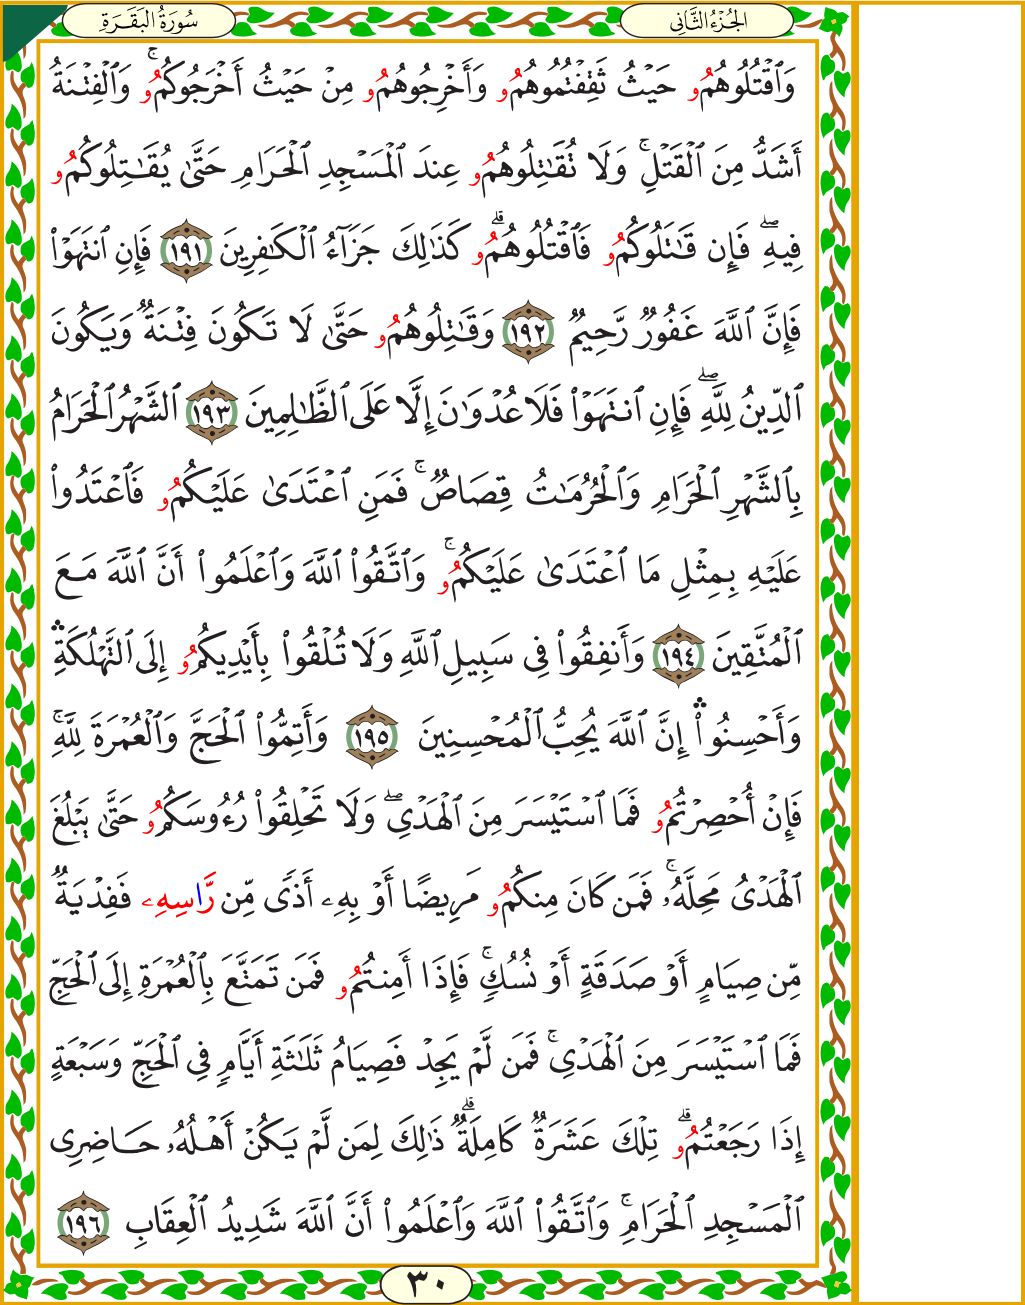 الجُزْءُ الثَّانِي
سُورَةُ البَقَرَةِ
وَٱقْتُلُوهُمُو حَيْثُ ثَقِفْتُمُوهُمُو وَأَخْرِجُوهُمُو مِنْ حَيْثُ أَخْرَجُوكُمُوۚ وَٱلْفِتْنَةُ
أَشَدُّ مِنَ ٱلْقَتْلِۚ وَلَا تُقَٰتِلُوهُمُو عِندَ ٱلْمَسْجِدِ ٱلْحَرَامِ حَتَّىٰ يُقَٰتِلُوكُمُو
فِيهِۖ فَإِن قَٰتَلُوكُمُو فَٱقْتُلُوهُمُوۗ كَذَٰلِكَ جَزَآءُ ٱلْكَٰفِرِينَ ١٩١ فَإِنِ ٱنتَهَوْا۟
فَإِنَّ ٱللَّهَ غَفُورٌ رَّحِيمٌ ١٩٢ وَقَٰتِلُوهُمُو حَتَّىٰ لَا تَكُونَ فِتْنَةٌ وَيَكُونَ
ٱلدِّينُ لِلَّهِۖ فَإِنِ ٱنتَهَوْا۟ فَلَا عُدْوَٰنَ إِلَّا عَلَى ٱلظَّٰلِمِينَ ١٩٣ ٱلشَّهْرُ ٱلْحَرَامُ
بِٱلشَّهْرِ ٱلْحَرَامِ وَٱلْحُرُمَٰتُ قِصَاصٌۚ فَمَنِ ٱعْتَدَىٰ عَلَيْكُمُو فَٱعْتَدُوا۟
عَلَيْهِ بِمِثْلِ مَا ٱعْتَدَىٰ عَلَيْكُمُوۚ وَٱتَّقُوا۟ ٱللَّهَ وَٱعْلَمُوا۟ أَنَّ ٱللَّهَ مَعَ
ٱلْمُتَّقِينَ ١٩٤ وَأَنفِقُوا۟ فِى سَبِيلِ ٱللَّهِ وَلَا تُلْقُوا۟ بِأَيْدِيكُمُو إِلَى ٱلتَّهْلُكَةِۛ
وَأَحْسِنُوٓا۟ۛ إِنَّ ٱللَّهَ يُحِبُّ ٱلْمُحْسِنِينَ ١٩٥ وَأَتِمُّوا۟ ٱلْحَجَّ وَٱلْعُمْرَةَ لِلَّهِۚ
فَإِنْ أُحْصِرْتُمُو فَمَا ٱسْتَيْسَرَ مِنَ ٱلْهَدْىِۖ وَلَا تَحْلِقُوا۟ رُءُوسَكُمُو حَتَّىٰ يَبْلُغَ
ٱلْهَدْىُ مَحِلَّهُۥۚ فَمَن كَانَ مِنكُمُو مَرِيضًا أَوْ بِهِۦ أَذًى مِّن رَّاسِهِۦ فَفِدْيَةٌ
مِّن صِيَامٍ أَوْ صَدَقَةٍ أَوْ نُسُكٍۚ فَإِذَا أَمِنتُمُو فَمَن تَمَتَّعَ بِٱلْعُمْرَةِ إِلَى ٱلْحَجِّ
فَمَا ٱسْتَيْسَرَ مِنَ ٱلْهَدْىِۚ فَمَن لَّمْ يَجِدْ فَصِيَامُ ثَلَٰثَةِ أَيَّامٍ فِى ٱلْحَجِّ وَسَبْعَةٍ
إِذَا رَجَعْتُمُوۗ تِلْكَ عَشَرَةٌ كَامِلَةٌۗ ذَٰلِكَ لِمَن لَّمْ يَكُنْ أَهْلُهُۥ حَاضِرِى
ٱلْمَسْجِدِ ٱلْحَرَامِۚ وَٱتَّقُوا۟ ٱللَّهَ وَٱعْلَمُوا۟ أَنَّ ٱللَّهَ شَدِيدُ ٱلْعِقَابِ ١٩٦
٣٠